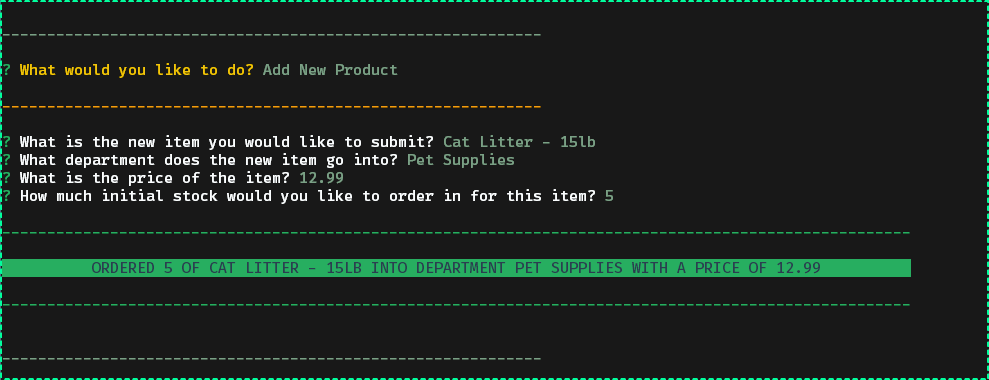 ? What would you like to do? Add New Product
? What is the new item you would like to submit? Cat Litter - 15lb
? What department does the new item go into? Pet Supplies
? What is the price of the item? 12.99
? How much initial stock would you like to order in for this item? 5
ORDERED 5 OF CAT LITTER - 15LB INTO DEPARTMENT PET SUPPLIES WITH A PRICE OF 12.99